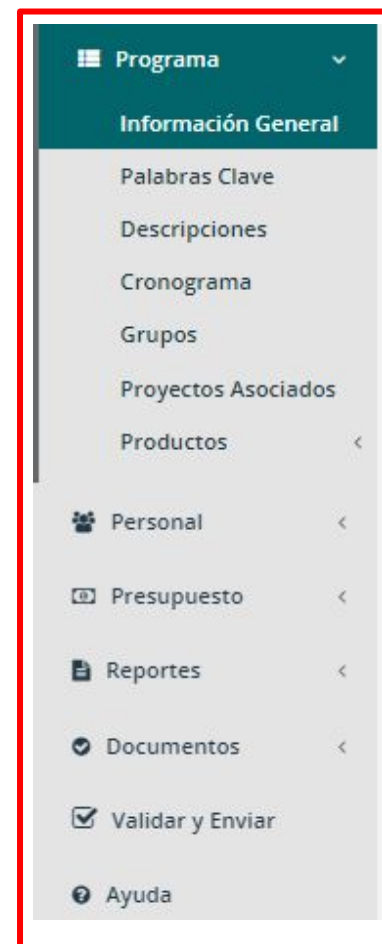 Programa
Información General
Palabras Clave
Descripciones
Cronograma
Grupos
Proyectos Asociados
Productos
Personal
Presupuesto
Reportes
Documentos
Validar y Enviar
Ayuda